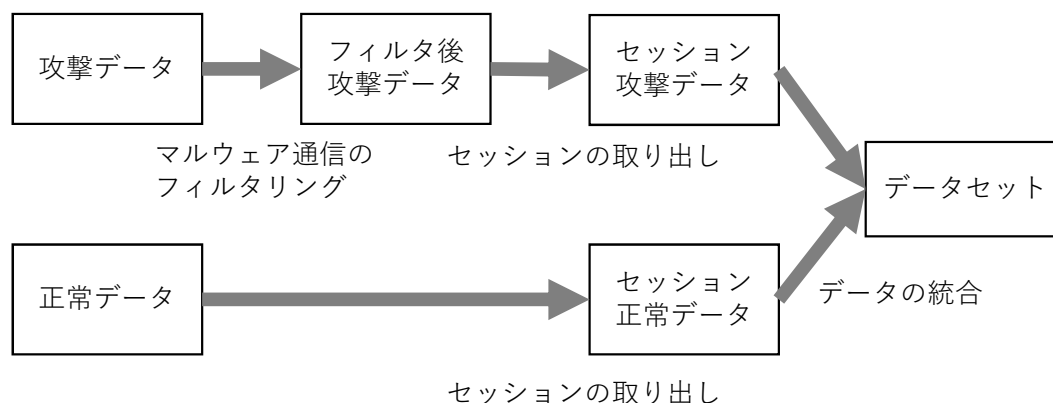 攻撃データ
フィルタ後
攻撃データ
セッション
攻撃データ
マルウェア通信の
フィルタリング
セッションの取り出し
データセット
正常データ
セッション
正常データ
データの統合
セッションの取り出し